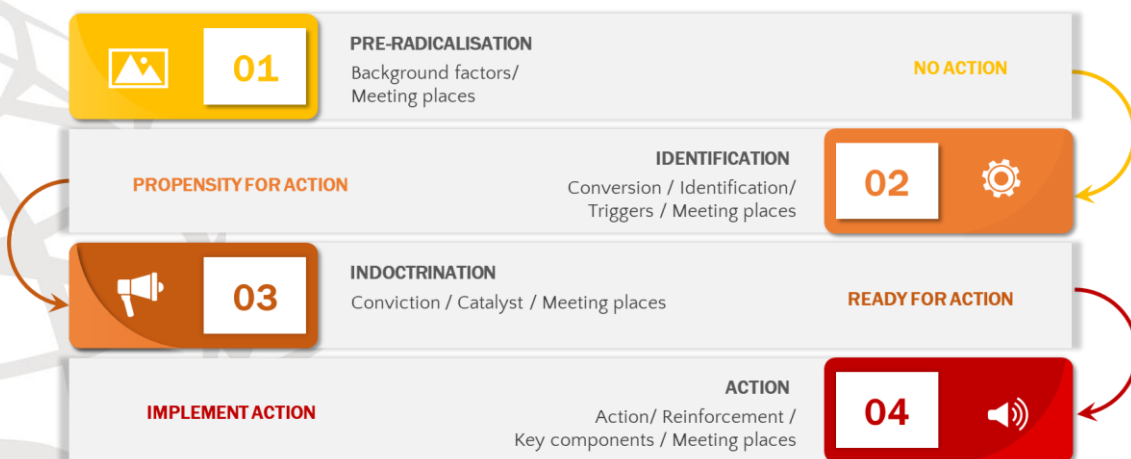 01
PRE-RADICALISATION
Background factors/
Meeting places
NO ACTION
PROPENSITY FOR ACTION
IDENTIFICATION
Conversion / Identification/
Triggers / Meeting places
02
03
INDOCTRINATION
Conviction / Catalyst / Meeting places
READY FOR ACTION
IMPLEMENT ACTION
ACTION
Action/ Reinforcement /
Key components / Meeting places
04